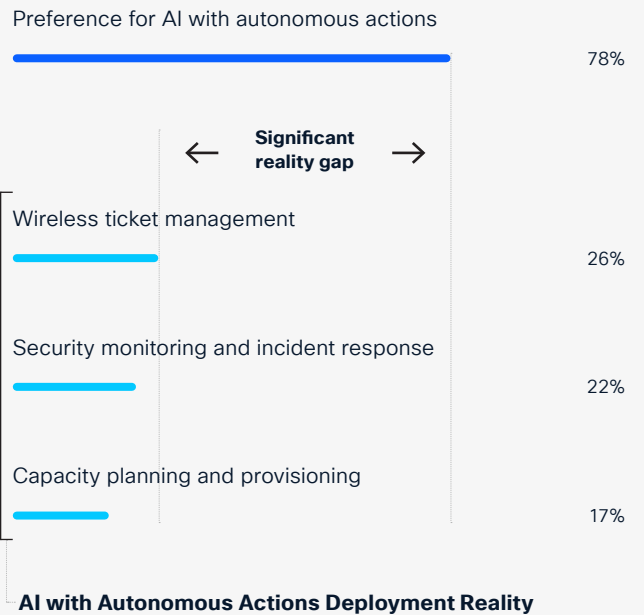 Preference for AI with autonomous actions
78%
Significant
reality gap
Wireless ticket management
26%
Security monitoring and incident response
22%
Capacity planning and provisioning
17%
AI with Autonomous Actions Deployment Reality